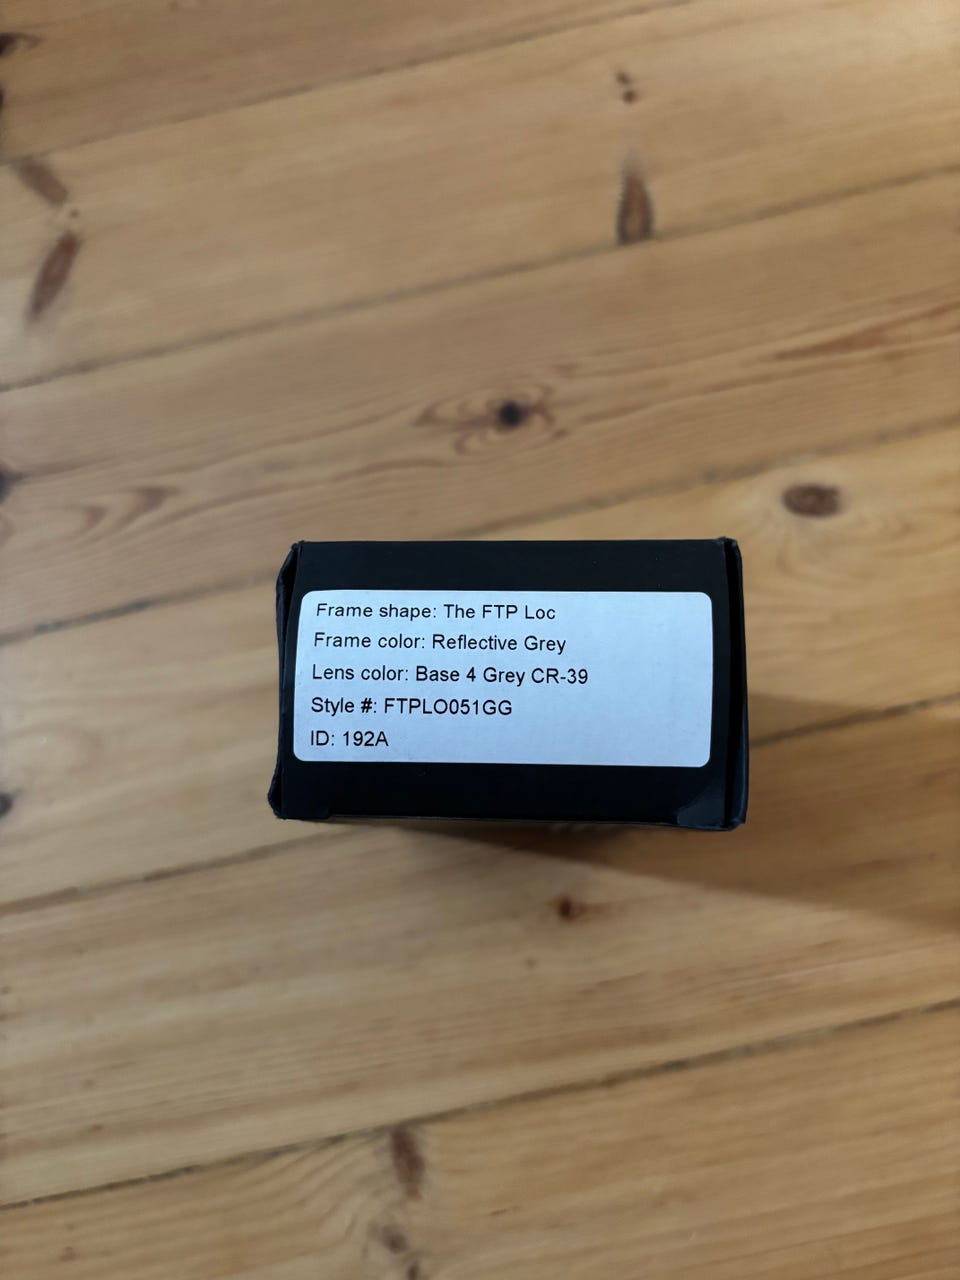 Frame shape: The FTP Loc
Frame color: Reflective Grey
Lens color: Base 4 Grey CR-39
Style #: FTPLO051GG
ID: 192A